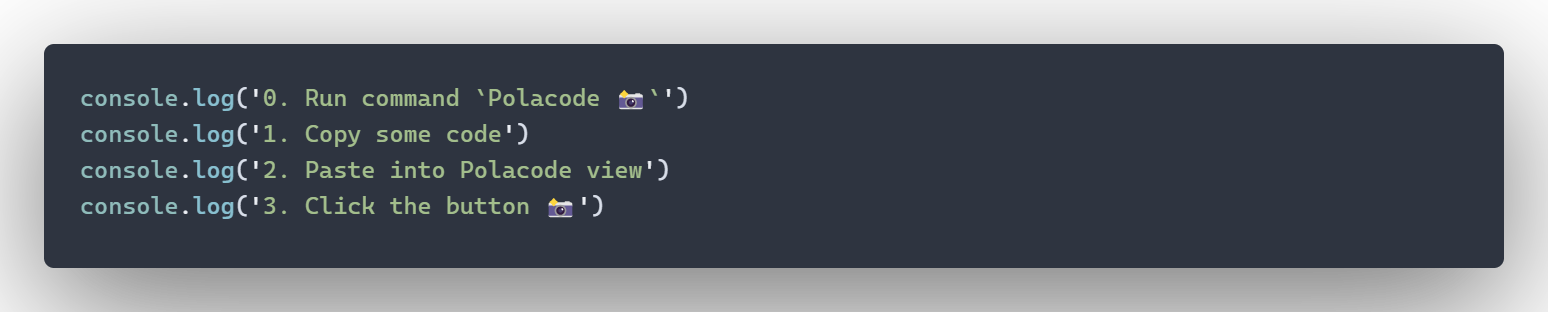 console.log('0. Run command `Polacode 📸`')
console.log('1. Copy some code')
console.log('2. Paste into Polacode view')
console.log('3. Click the button 📸')